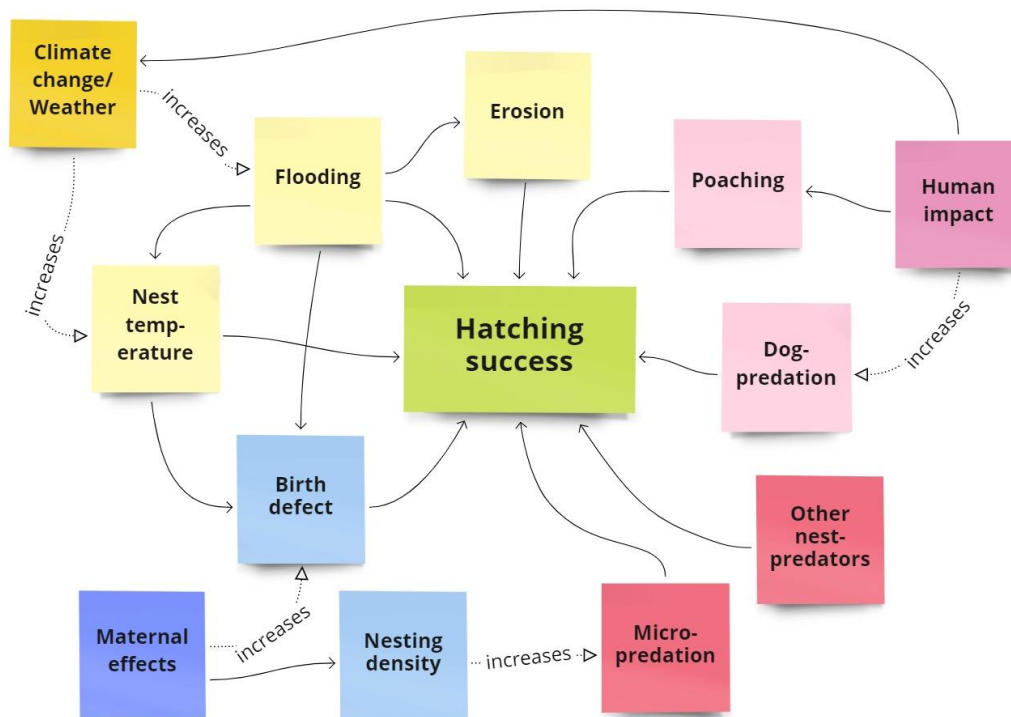 Climate
change/
Weather
increases
increases
Flooding
Erosion
Poaching
Human
impact
increases
Nest
temp-
erature
Hatching
success
Dog-
predation
Birth
defect
Other
nest-
predators
Maternal
effects
increases
Nesting
density
increases
Micro-
predation